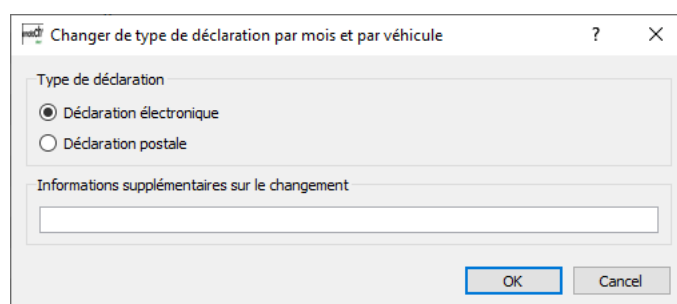 Changer de type de déclaration par mois et par véhicule ? X
Type de déclaration
Déclaration électronique
Déclaration postale
Informations supplémentaires sur le changement
OK Cancel